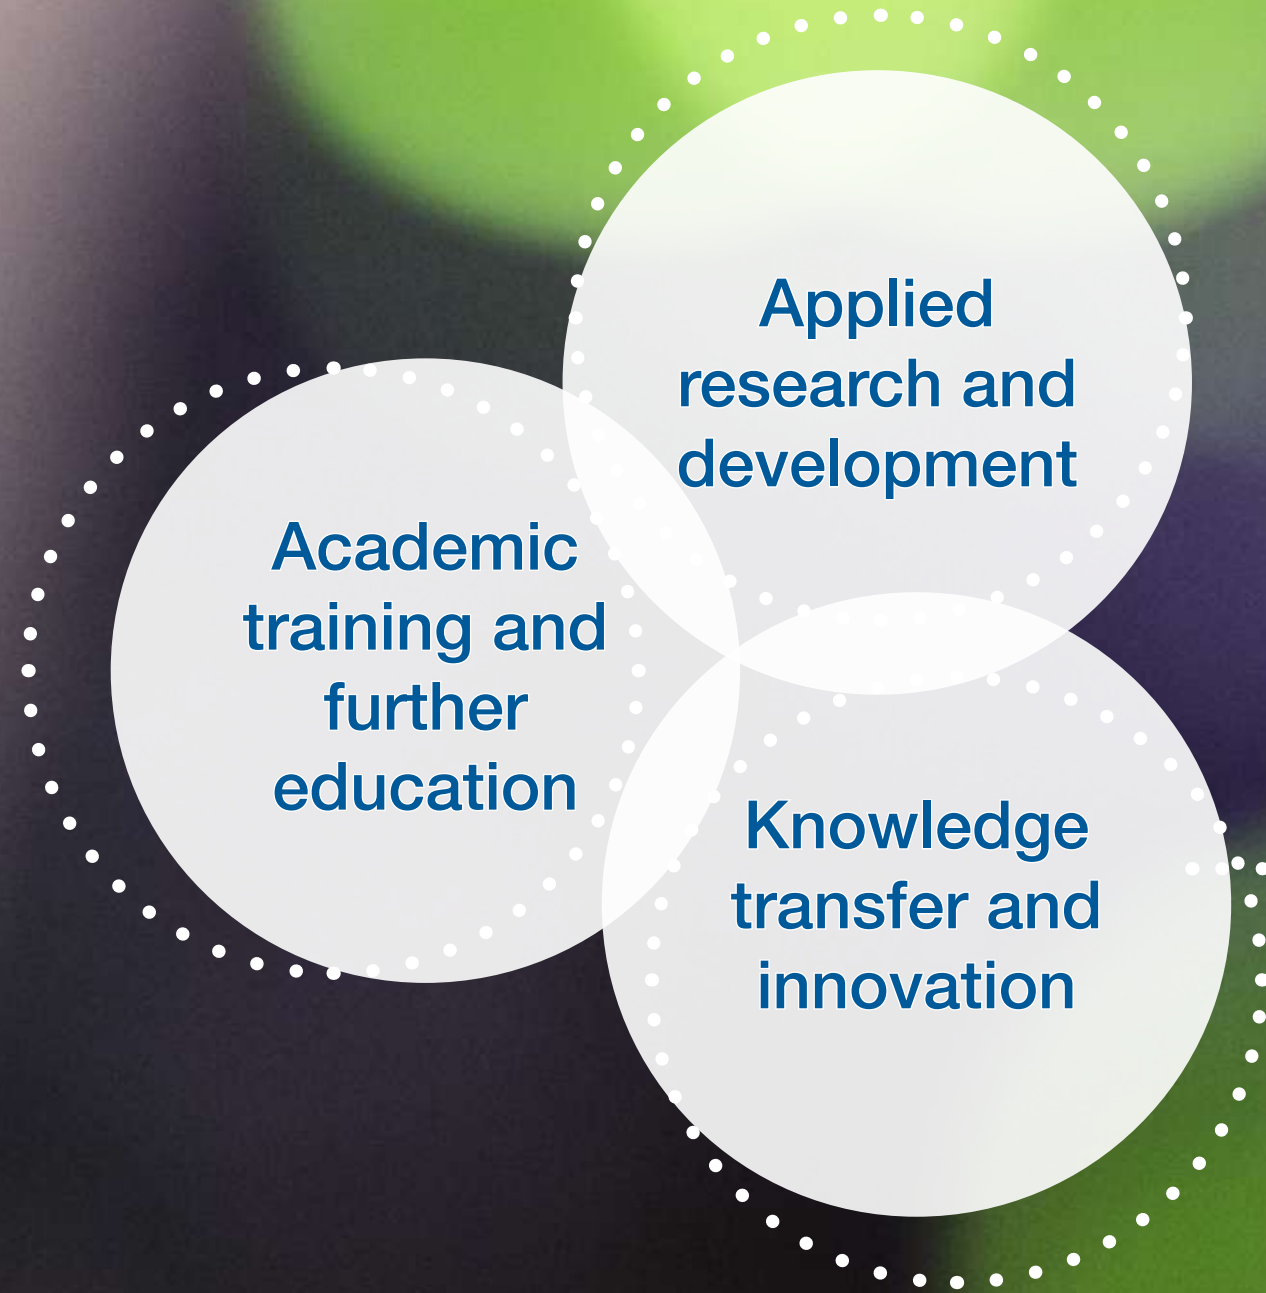 Applied
research and
development
Academic
training and
further
education
Knowledge
transfer and
innovation